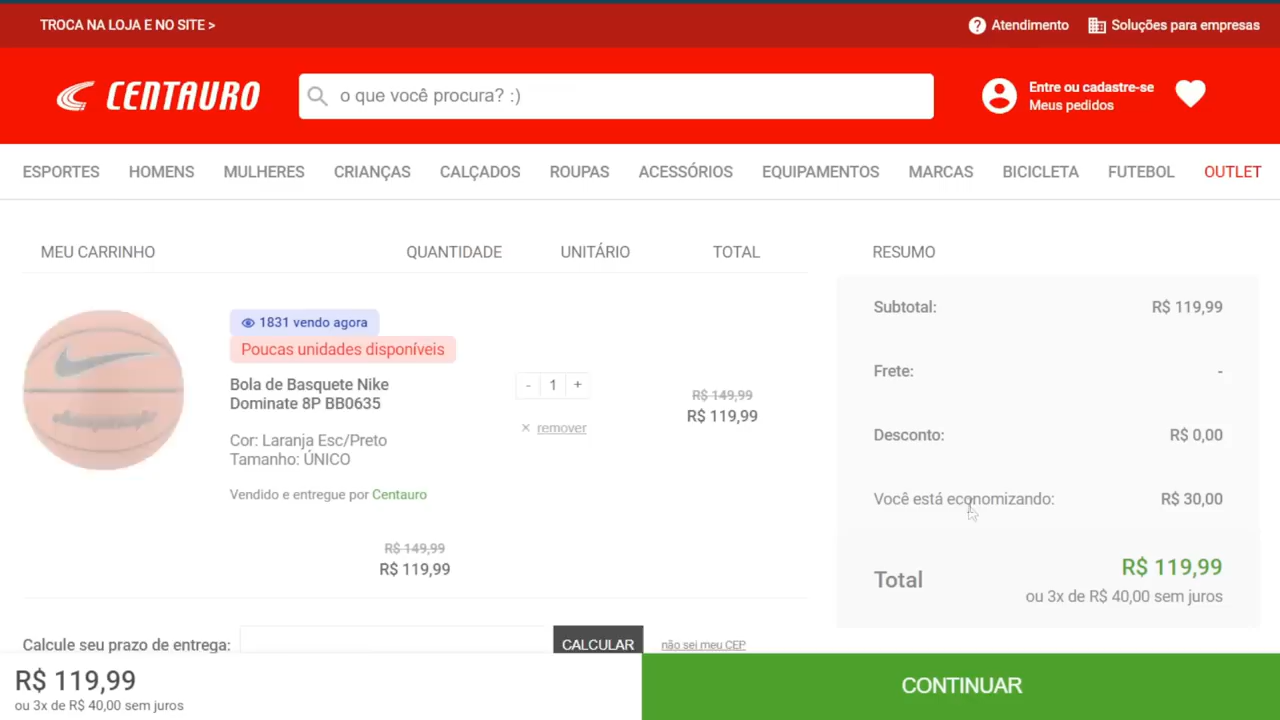 TROCA NA LOJA E NO SITE >
Atendimento
Soluções para empresas
CENTAURO
o que você procura? :)
Entre ou cadastre-se
Meus pedidos
ESPORTES HOMENS MULHERES CRIANÇAS CALÇADOS ROUPAS ACESSÓRIOS EQUIPAMENTOS MARCAS BICICLETA FUTEBOL OUTLET
MEU CARRINHO QUANTIDADE UNITÁRIO TOTAL
1831 vendo agora
Poucas unidades disponíveis
Bola de Basquete Nike
Dominate 8P BB0635
Cor: Laranja Esc/Preto
Tamanho: ÚNICO
Vendido e entregue por Centauro
- 1 +
× remover
R$ 149,99
R$ 119,99
R$ 149,99
R$ 119,99
Calcule seu prazo de entrega: CALCULAR não sei meu CEP
RESUMO
Subtotal: R$ 119,99
Frete: -
Desconto: R$ 0,00
Você está economizando: R$ 30,00
Total R$ 119,99
ou 3x de R$ 40,00 sem juros
R$ 119,99
ou 3x de R$ 40,00 sem juros
CONTINUAR